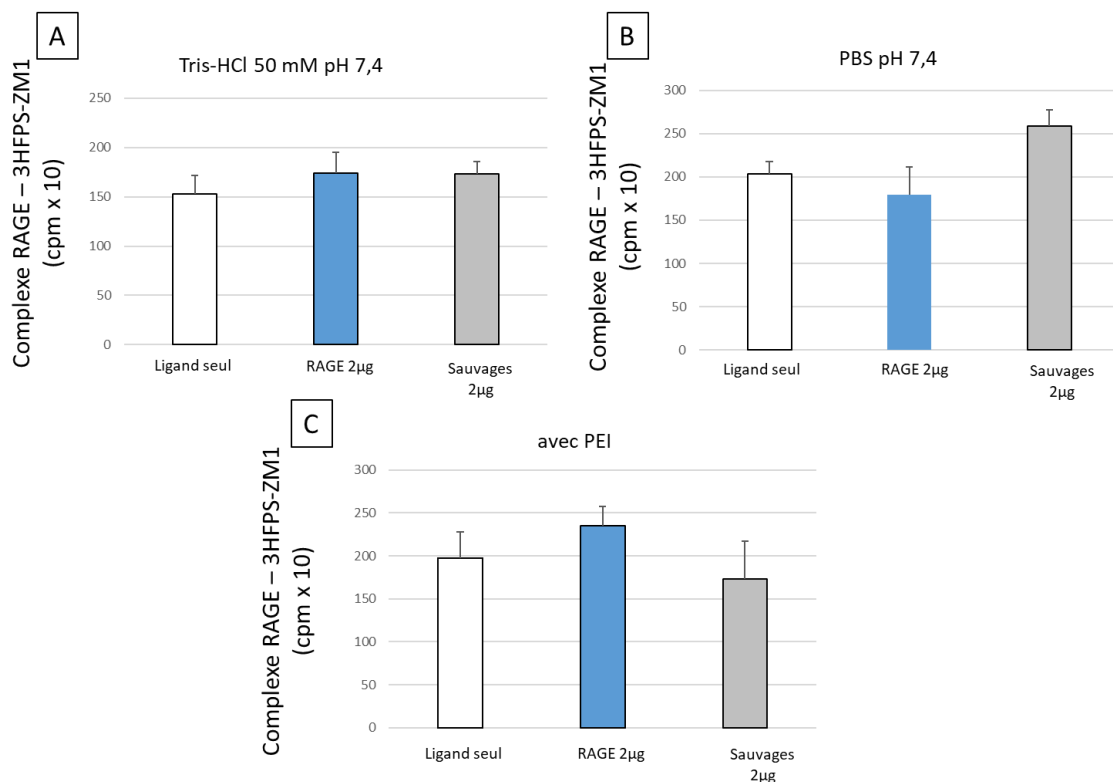 A
Tris-HCl 50 mM pH 7,4
Complexe RAGE – 3HFPS-ZM1
(cpm x 10)
250
200
150
100
50
0
Ligand seul
RAGE 2µg
Sauvages
2µg
B
PBS pH 7,4
Complexe RAGE – 3HFPS-ZM1
(cpm x 10)
300
250
200
150
100
50
0
Ligand seul
RAGE 2µg
Sauvages
2µg
C
avec PEI
Complexe RAGE – 3HFPS-ZM1
(cpm x 10)
300
250
200
150
100
50
0
Ligand seul
RAGE 2µg
Sauvages
2µg